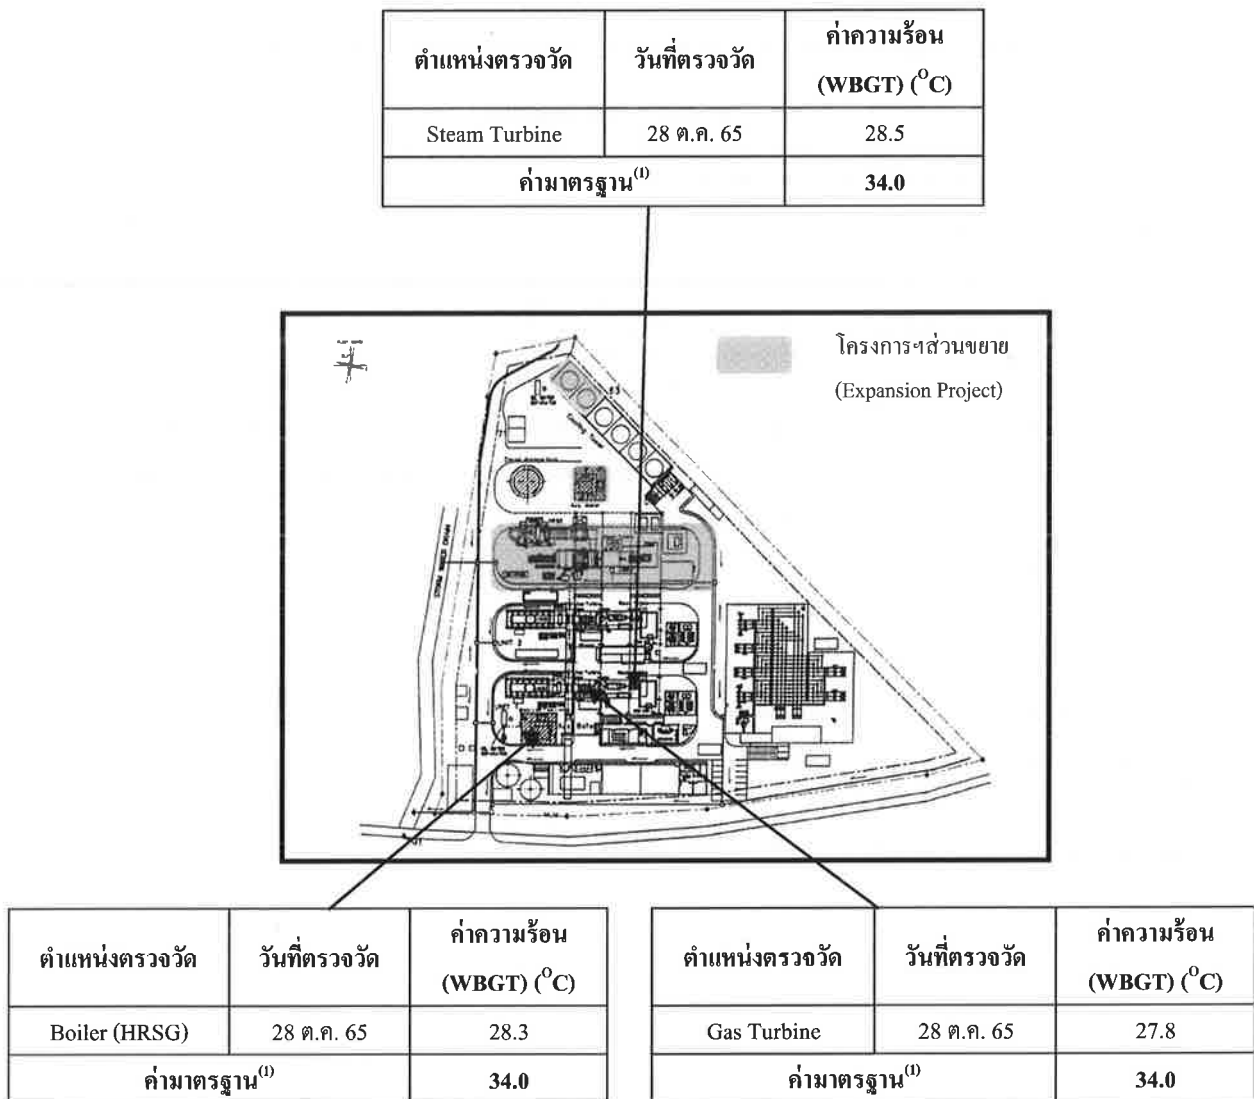 ตำแหน่งตรวจวัด วันที่ตรวจวัด ค่าความร้อน (WBGT) (°C)
Steam Turbine 28 ต.ค. 65 28.5
ค่ามาตรฐาน(1) 34.0
โครงการฯส่วนขยาย
(Expansion Project)
Cooling Tower
STORM WATER DRAIN
UNIT 2
ตำแหน่งตรวจวัด วันที่ตรวจวัด ค่าความร้อน (WBGT) (°C)
Boiler (HRSG) 28 ต.ค. 65 28.3
ค่ามาตรฐาน(1) 34.0
ตำแหน่งตรวจวัด วันที่ตรวจวัด ค่าความร้อน (WBGT) (°C)
Gas Turbine 28 ต.ค. 65 27.8
ค่ามาตรฐาน(1) 34.0